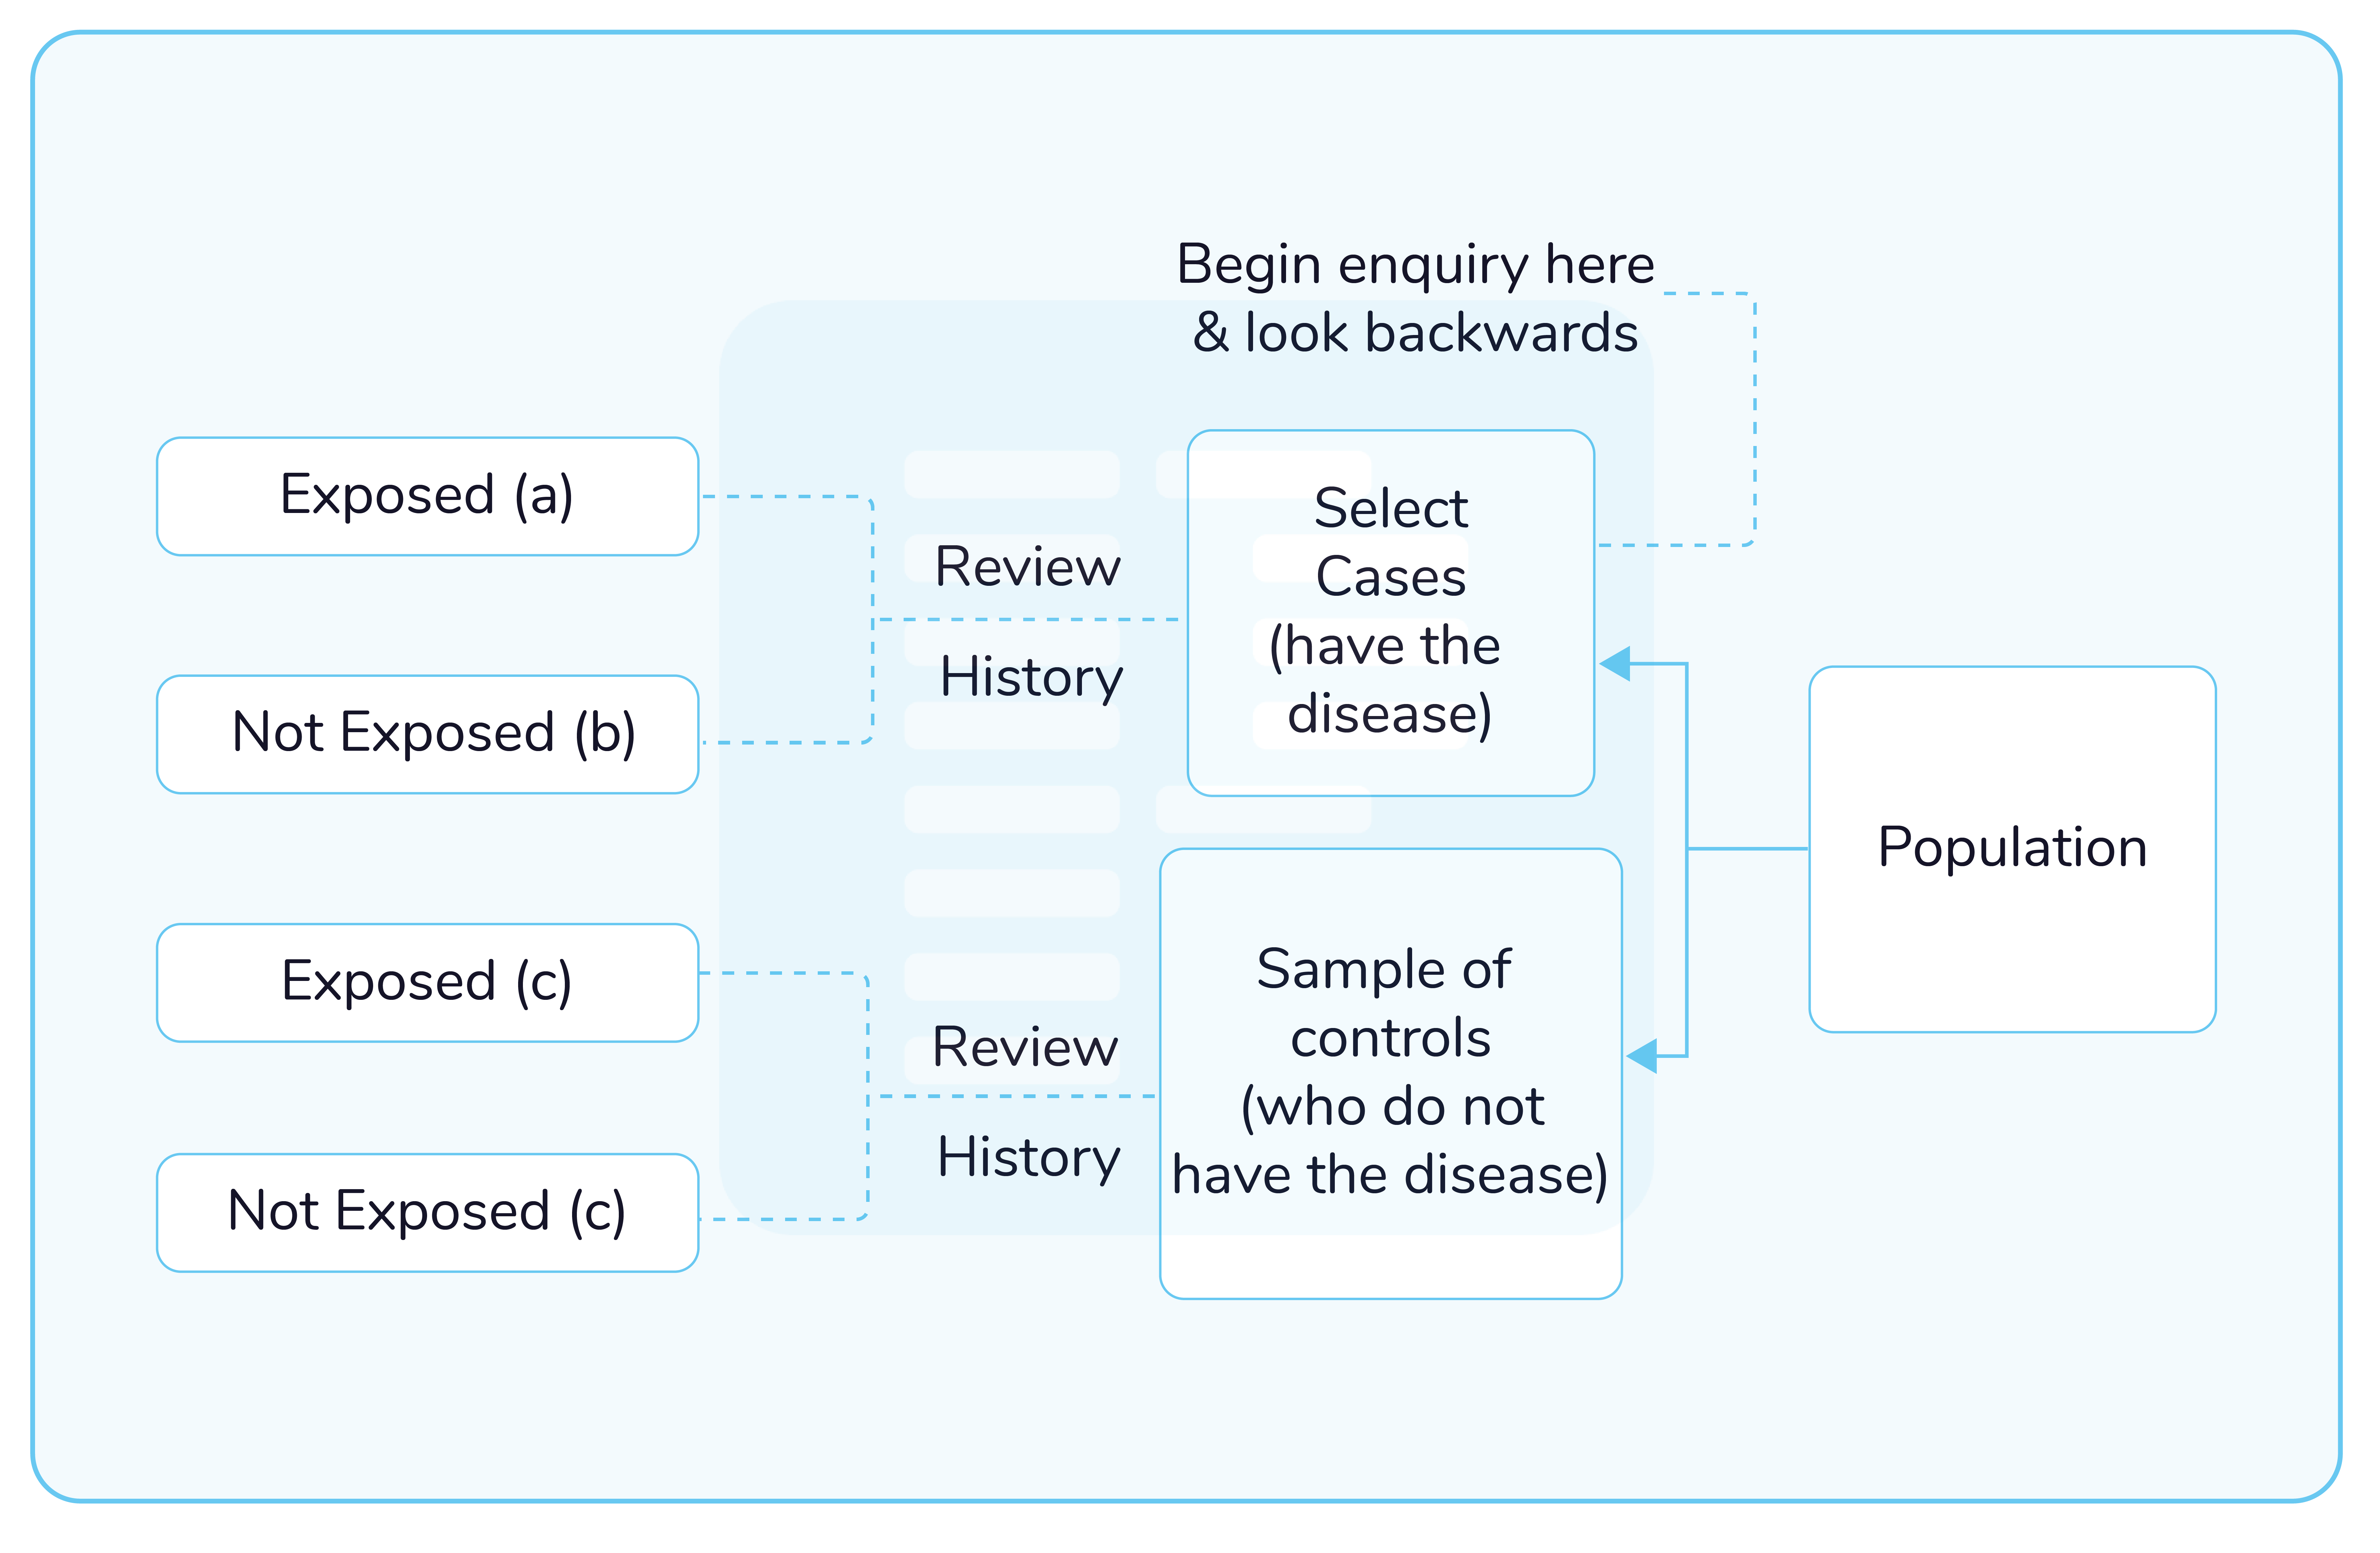 Begin enquiry here
& look backwards
Exposed (a)
Not Exposed (b)
Review
History
Select
Cases
(have the
disease)
Population
Exposed (c)
Not Exposed (c)
Review
History
Sample of
controls
(who do not
have the disease)